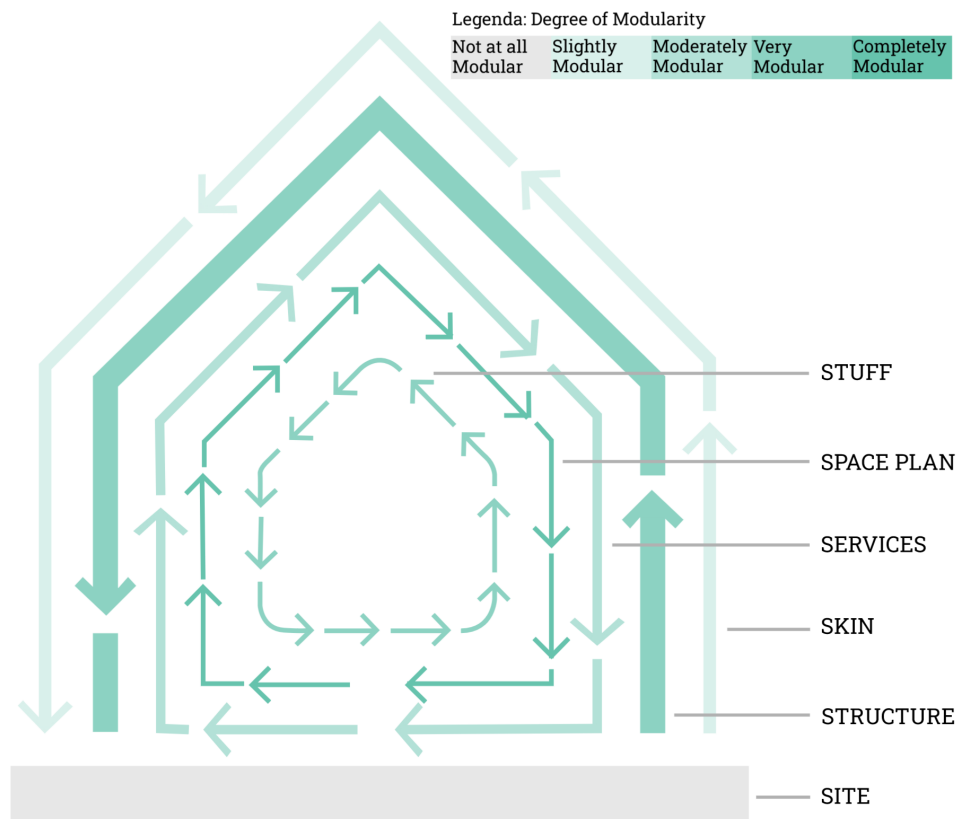 Legenda: Degree of Modularity
Not at all Modular
Slightly Modular
Moderately Modular
Very Modular
Completely Modular
STUFF
SPACE PLAN
SERVICES
SKIN
STRUCTURE
SITE